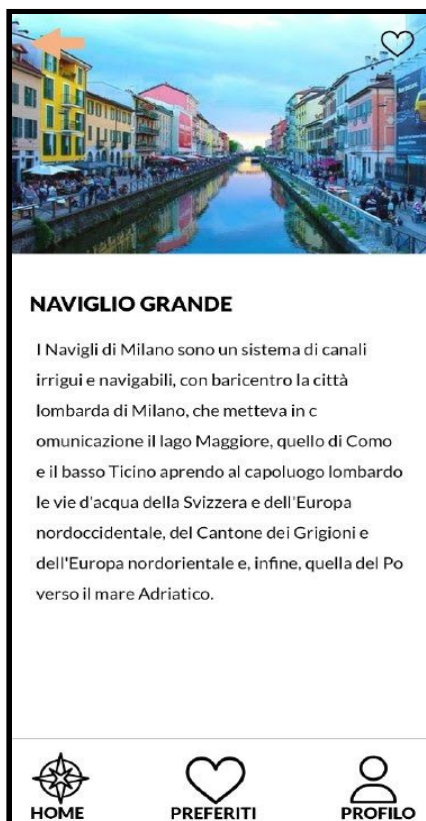 NAVIGLIO GRANDE
I Navigli di Milano sono un sistema di canali
irrigui e navigabili, con baricentro la città
lombarda di Milano, che metteva in c
omunicazione il lago Maggiore, quello di Como
e il basso Ticino aprendo al capoluogo lombardo
le vie d'acqua della Svizzera e dell'Europa
nordoccidentale, del Cantone dei Grigioni e
dell'Europa nordorientale e, infine, quella del Po
verso il mare Adriatico.
HOME
PREFERITI
PROFILO